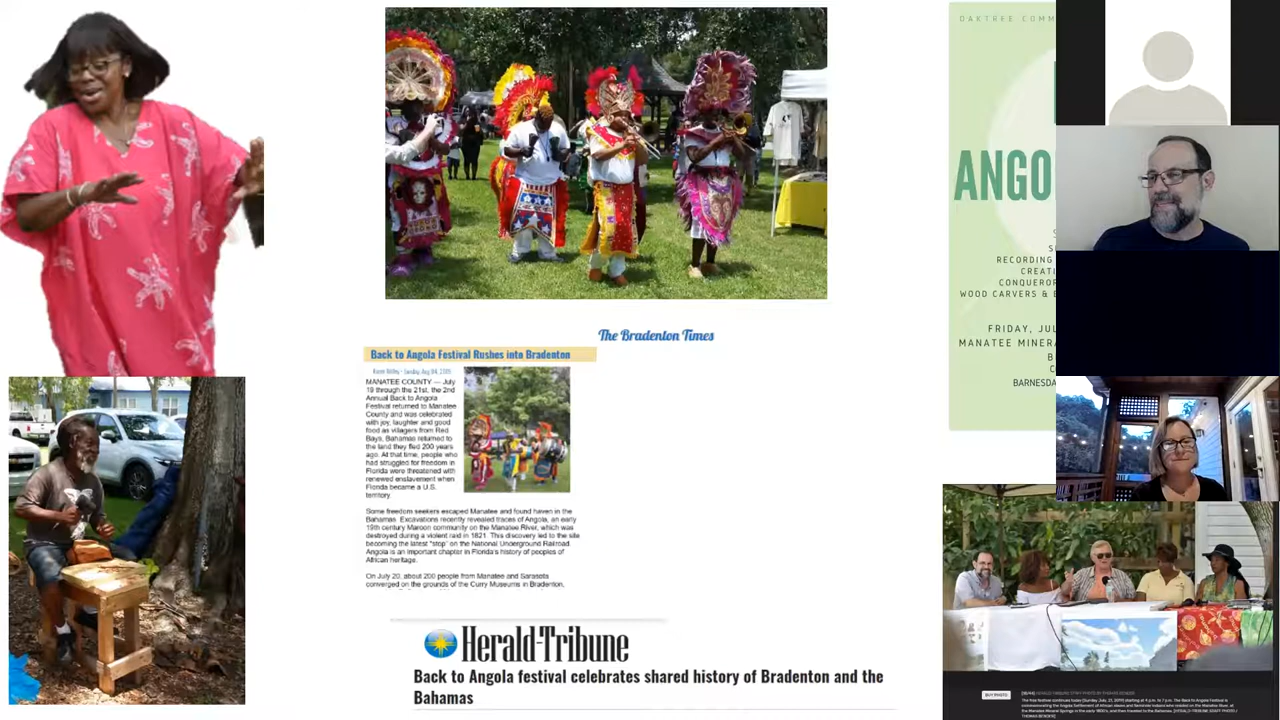 OAKTREE COMM
ANGO
RECORDING
CREATI
CONQUEROR
WOOD CARVERS &
FRIDAY, JUL
MANATEE MINERA
BARNESDA
The Bradenton Times
Back to Angola Festival Rushes into Bradenton
Sunday, Aug 04, 2019
MANATEE COUNTY — July
19 through the 21st, the 2nd
Annual Back to Angola
Festival returned to Manatee
County and was celebrated
with joy, laughter and good
food as villagers from Red
Bays, Bahamas returned to
the land they fled 200 years
ago. At that time, people who
had struggled for freedom in
Florida were threatened with
renewed enslavement when
Florida became a U.S.
territory.
Some freedom seekers escaped Manatee and found haven in the
Bahamas. Excavations recently revealed traces of Angola, an early
19th century Maroon community on the Manatee River, which was
destroyed during a violent raid in 1821. This discovery led to the site
becoming the latest "stop" on the National Underground Railroad.
Angola is an important chapter in Florida's history of peoples of
African heritage.
On July 20, about 200 people from Manatee and Sarasota
converged on the grounds of the Curry Museums in Bradenton,
Herald-Tribune
Back to Angola festival celebrates shared history of Bradenton and the
Bahamas
BUY PHOTO